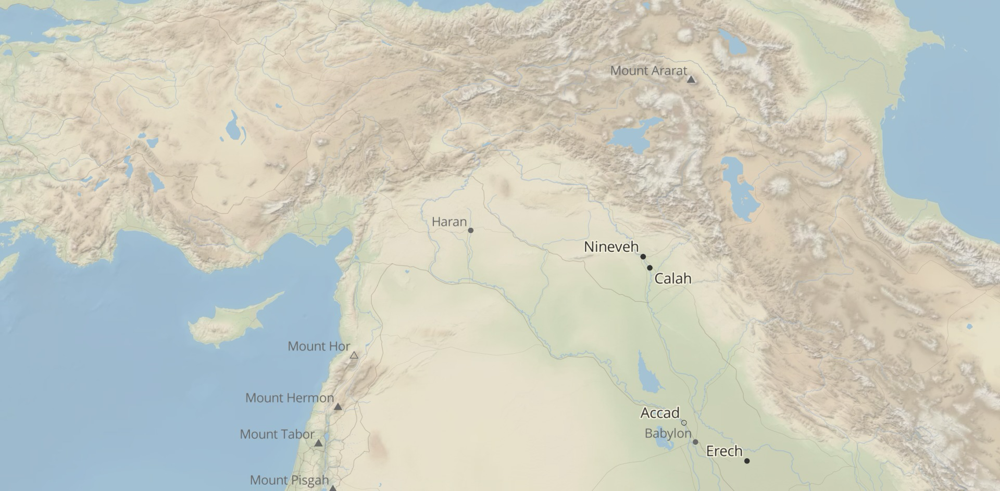 Mount Ararat
Haran
Nineveh
Calah
Mount Hor
Mount Hermon
Accad
Mount Tabor
Babylon
Erech
Mount Pisgah